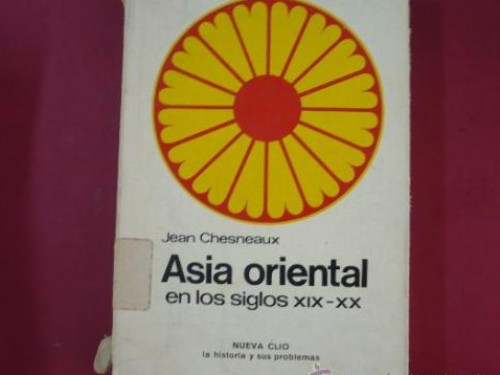 Jean Chesneaux
Asia oriental
en los siglos XIX-XX
NUEVA CLIO
la historia y sus problemas